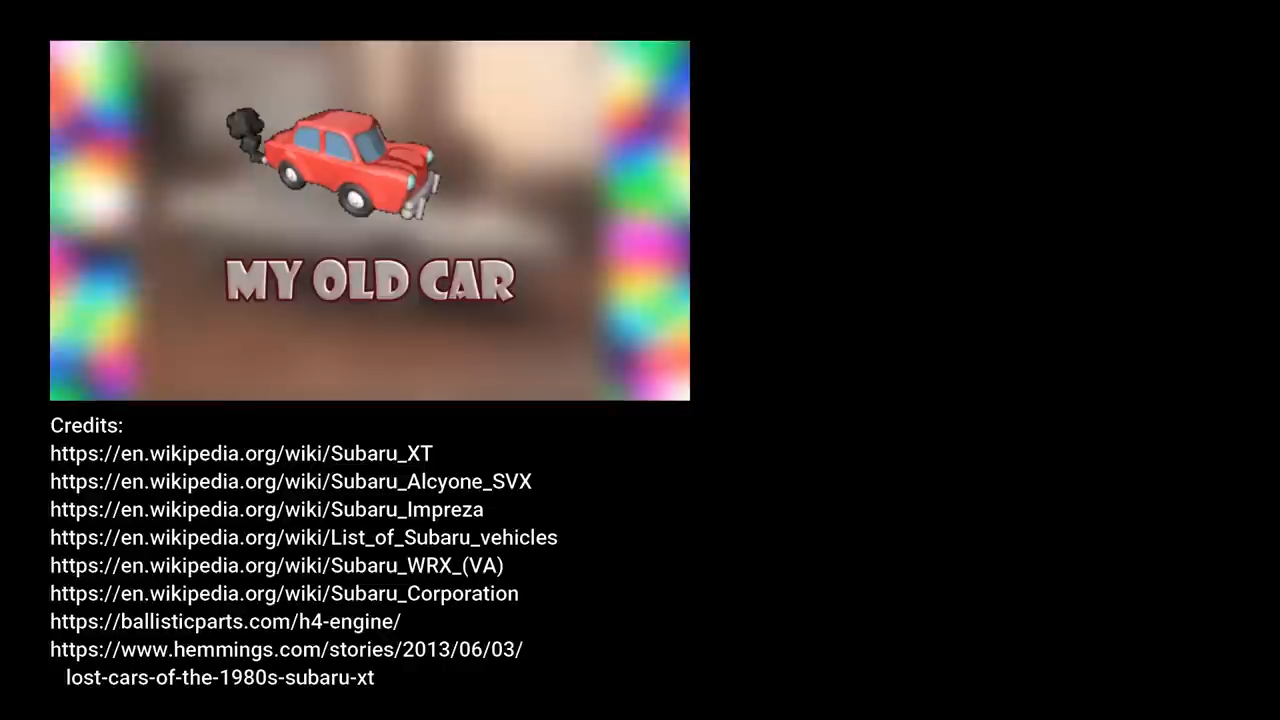 MY OLD CAR
Credits:
https://en.wikipedia.org/wiki/Subaru_XT
https://en.wikipedia.org/wiki/Subaru_Alcyone_SVX
https://en.wikipedia.org/wiki/Subaru_Impreza
https://en.wikipedia.org/wiki/List_of_Subaru_vehicles
https://en.wikipedia.org/wiki/Subaru_WRX_(VA)
https://en.wikipedia.org/wiki/Subaru_Corporation
https://ballisticparts.com/h4-engine/
https://www.hemmings.com/stories/2013/06/03/
lost-cars-of-the-1980s-subaru-xt